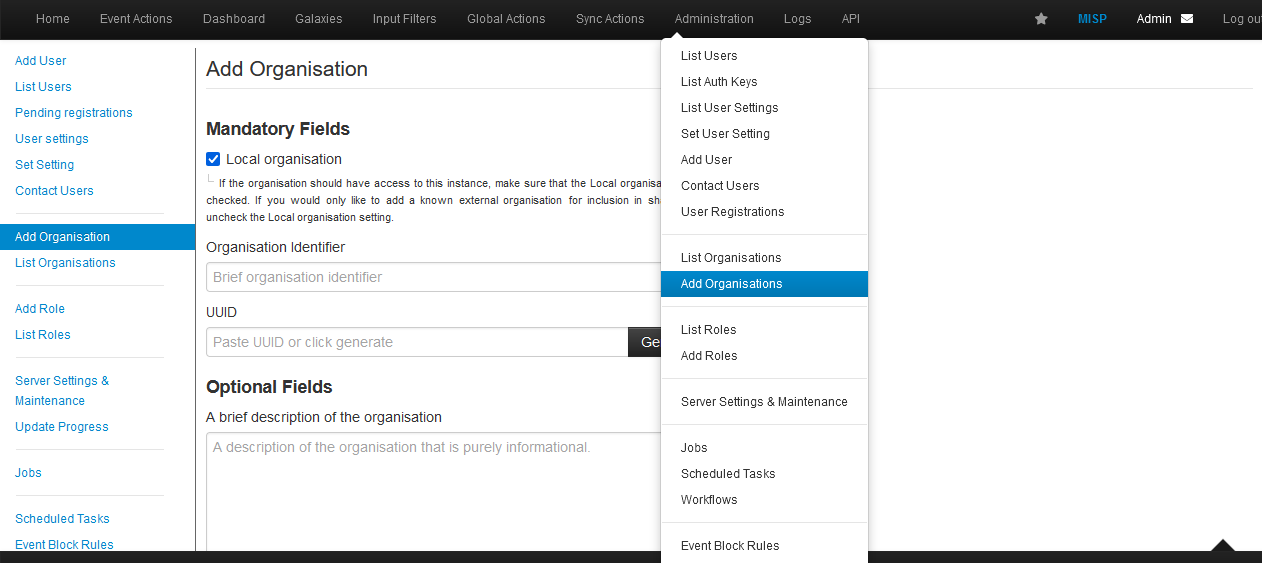 Home Event Actions Dashboard Galaxies Input Filters Global Actions Sync Actions Administration Logs API MISP Admin Log
Add User
List Users
Pending registrations
User settings
Set Setting
Contact Users
Add Organisation
List Organisations
Add Role
List Roles
Server Settings &
Maintenance
Update Progress
Jobs
Scheduled Tasks
Event Block Rules
Add Organisation
Mandatory Fields
Local organisation
If the organisation should have access to this instance, make sure that the Local
checked. If you would only like to add a known external organisation for inclusion in
uncheck the Local organisation setting.
Organisation Identifier
Brief organisation identifier
UUID
Paste UUID or click generate
Optional Fields
A brief description of the organisation
A description of the organisation that is purely informational.
List Users
List Auth Keys
List User Settings
Set User Setting
Add User
Contact Users
User Registrations
List Organisations
Add Organisations
List Roles
Add Roles
Server Settings & Maintenance
Jobs
Scheduled Tasks
Workflows
Event Block Rules